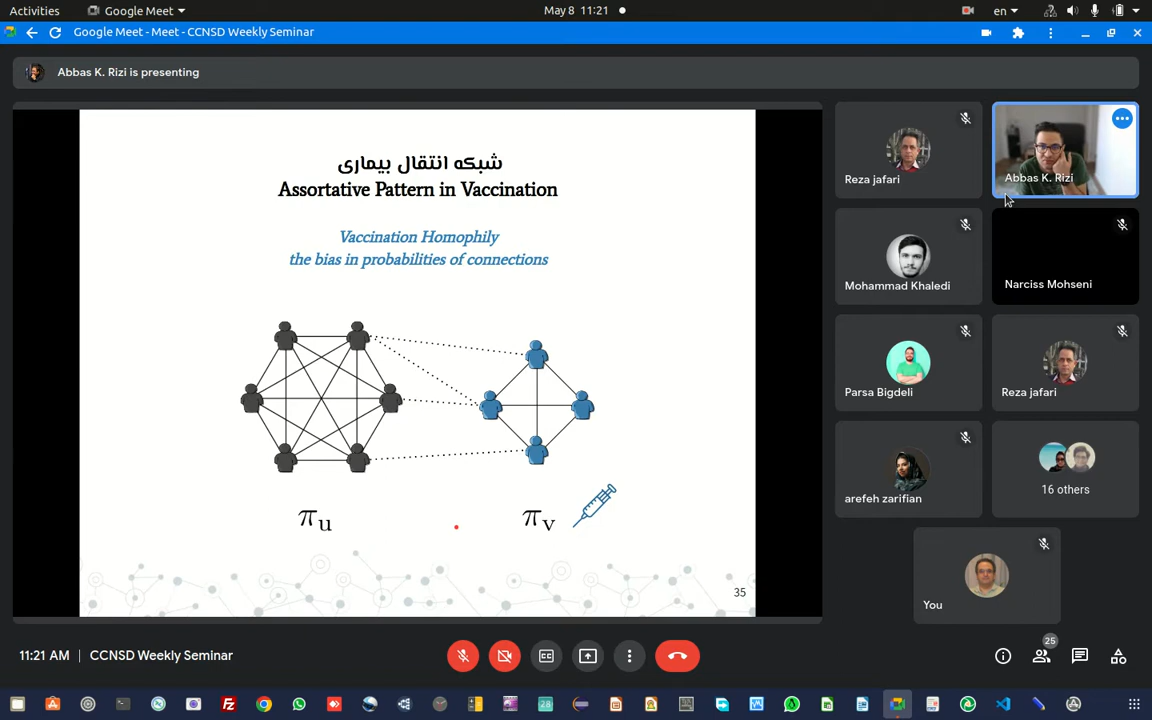 Activities
Google Meet
May 8 11:21
en
Google Meet - Meet - CCNSD Weekly Seminar
Abbas K. Rizi is presenting
شبکه انتقال بیماری
Assortative Pattern in Vaccination
Vaccination Homophily
the bias in probabilities of connections
πu
πv
35
Reza jafari
Abbas K. Rizi
Mohammad Khaledi
Narciss Mohseni
Parsa Bigdeli
Reza jafari
arefeh zarifian
16 others
You
11:21 AM
CCNSD Weekly Seminar
25
28